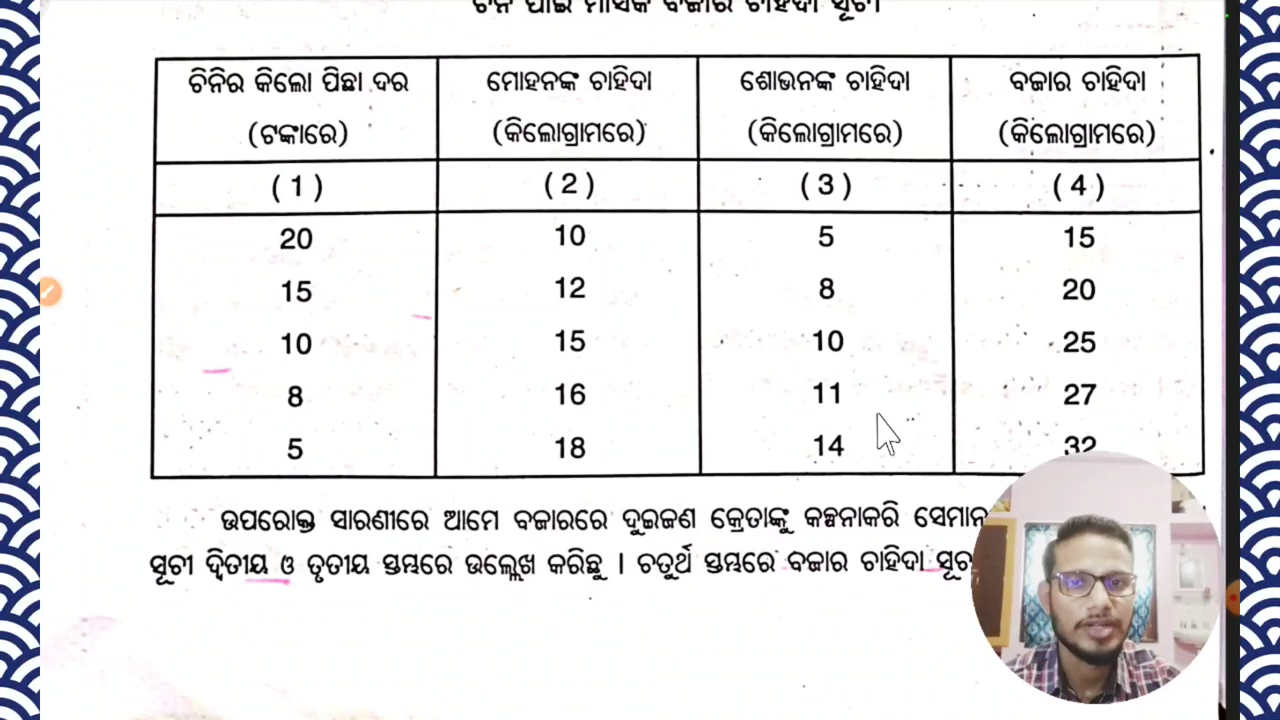 ପାଇଁ ମାସିକ ବଜାର ଚାହିଦା ସୂଚୀ
ଚିନିର କିଲୋ ପିଛା ଦର ମୋହନଙ୍କ ଚାହିଦା ଶୋଭନଙ୍କ ଚାହିଦା ବଜାର ଚାହିଦା
(ଟଙ୍କାରେ) (କିଲୋଗ୍ରାମରେ) (କିଲୋଗ୍ରାମରେ) (କିଲୋଗ୍ରାମରେ)
(1) (2) (3) (4)
20 10 5 15
15 12 8 20
10 15 10 25
8 16 11 27
5 18 14 32
ଉପରୋକ୍ତ ସାରଣୀରେ ଆମେ ବଜାରରେ ଦୁଇଜଣ କ୍ରେତାଙ୍କୁ କଳ୍ପନାକରି
ସୂଚୀ ଦ୍ୱିତୀୟ ଓ ତୃତୀୟ ସ୍ତମ୍ଭରେ ଉଲ୍ଲେଖ କରିଛୁ । ଚତୁର୍ଥ ସ୍ତମ୍ଭରେ ବଜାର ଚାହିଦା